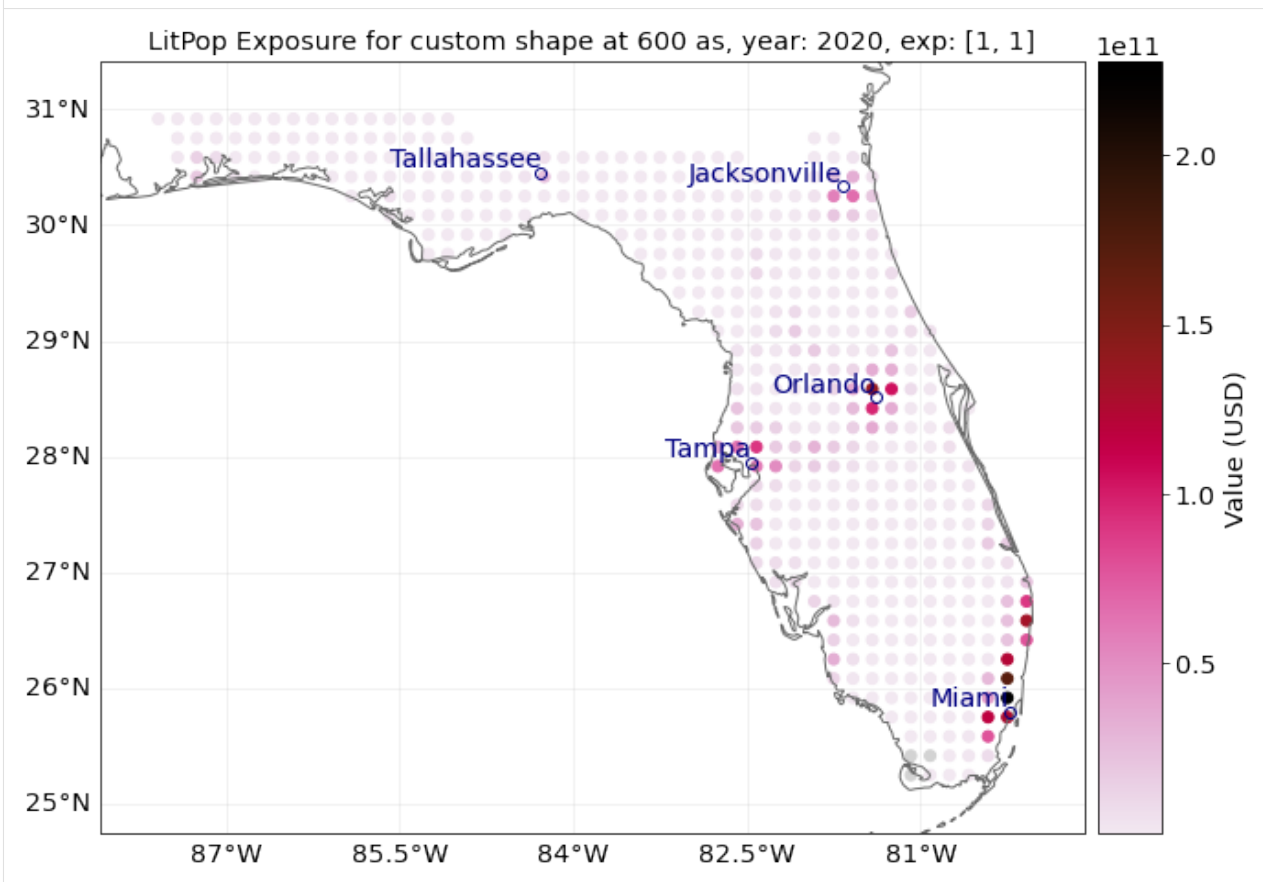 LitPop Exposure for custom shape at 600 as, year: 2020, exp: [1, 1]
1e11
31°N
30°N
29°N
28°N
27°N
26°N
25°N
Tallahassee
Jacksonville
Orlando
Tampa
Miami
87°W
85.5°W
84°W
82.5°W
81°W
2.0
1.5
1.0
0.5
Value (USD)